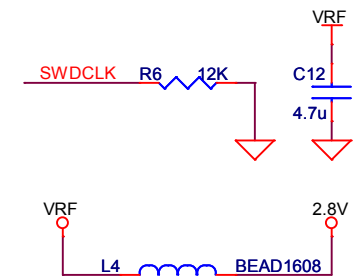 VRF
SWDCLK R6 12K C12
4.7u
VRF 2.8V
L4 BEAD1608